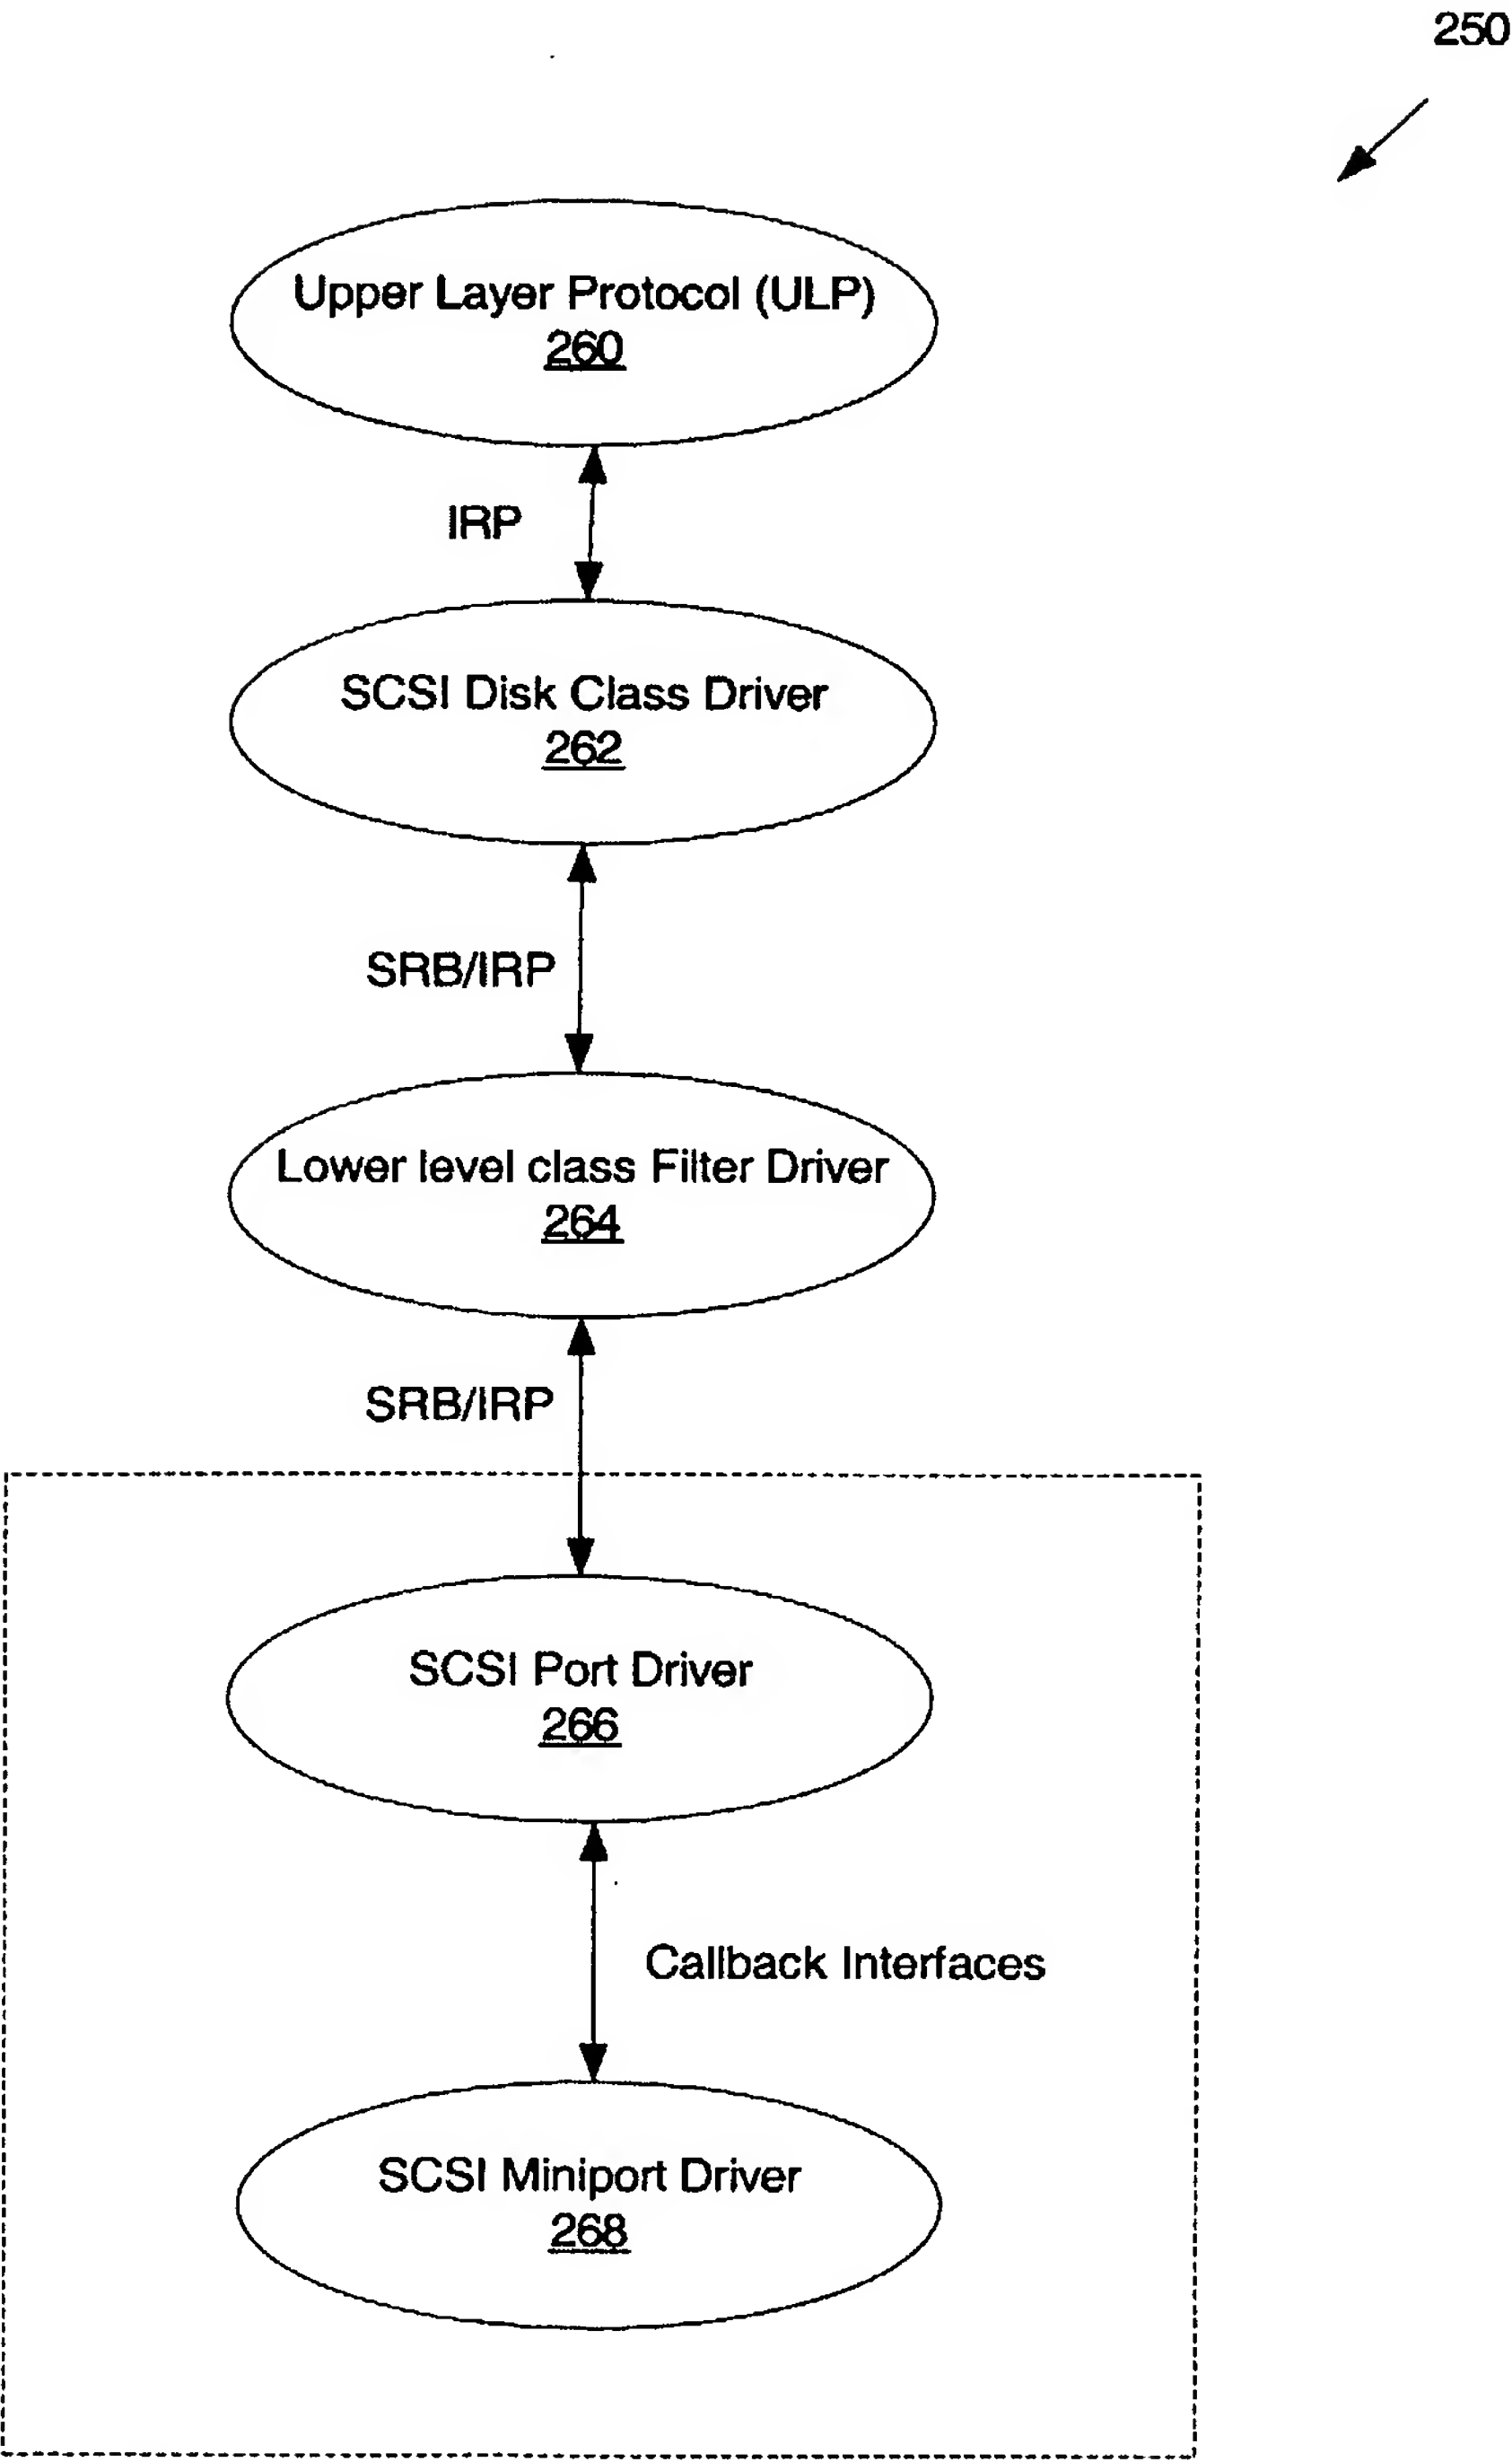 250
Upper Layer Protocol (ULP)
260
IRP
SCSI Disk Class Driver
262
SRB/IRP
Lower level class Filter Driver
264
SRB/IRP
SCSI Port Driver
266
Callback Interfaces
SCSI Miniport Driver
268